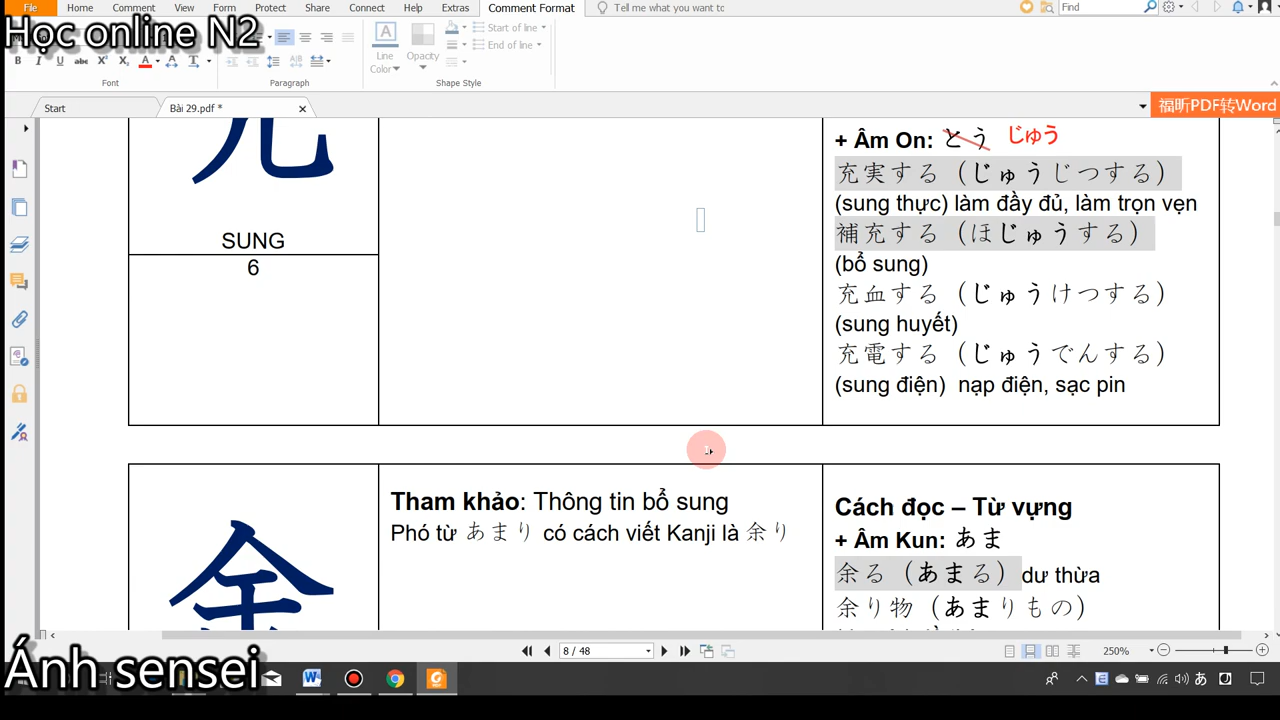 File Home Comment View Form Protect Share Connect Help Extras Comment Format Tell me what you want to Find
Học online N2
Line Color
Opacity
Start of line
End of line
B I U abc X² X₂ A A T
Font Paragraph Shape Style
Start Bài 29.pdf * 福昕PDF转Word
充
SUNG
6
+ Âm On: とう じゅう
充実する（じゅうじつする）
(sung thực) làm đầy đủ, làm trọn vẹn
補充する（ほじゅうする）
(bổ sung)
充血する（じゅうけつする）
(sung huyết)
充電する（じゅうでんする）
(sung điện) nạp điện, sạc pin
余
Tham khảo: Thông tin bổ sung
Phó từ あまり có cách viết Kanji là 余り
Cách đọc – Từ vựng
+ Âm Kun: あま
余る（あまる）dư thừa
余り物（あまりもの）
8 / 48
250%
Ánh sensei
あ